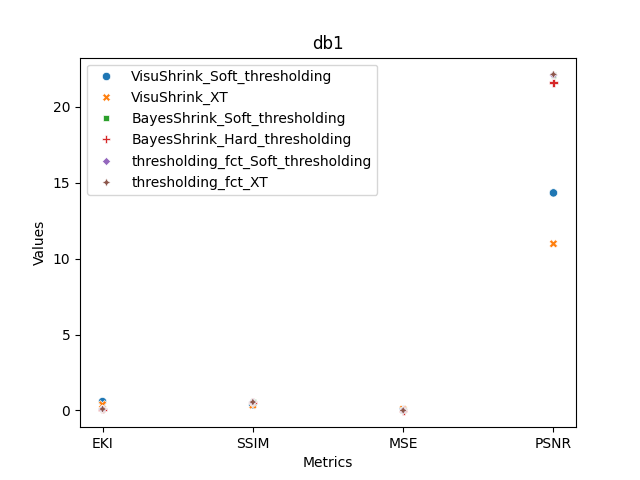 db1
VisuShrink_Soft_thresholding
VisuShrink_XT
BayesShrink_Soft_thresholding
BayesShrink_Hard_thresholding
thresholding_fct_Soft_thresholding
thresholding_fct_XT
Values
20
15
10
5
0
EKI SSIM MSE PSNR
Metrics